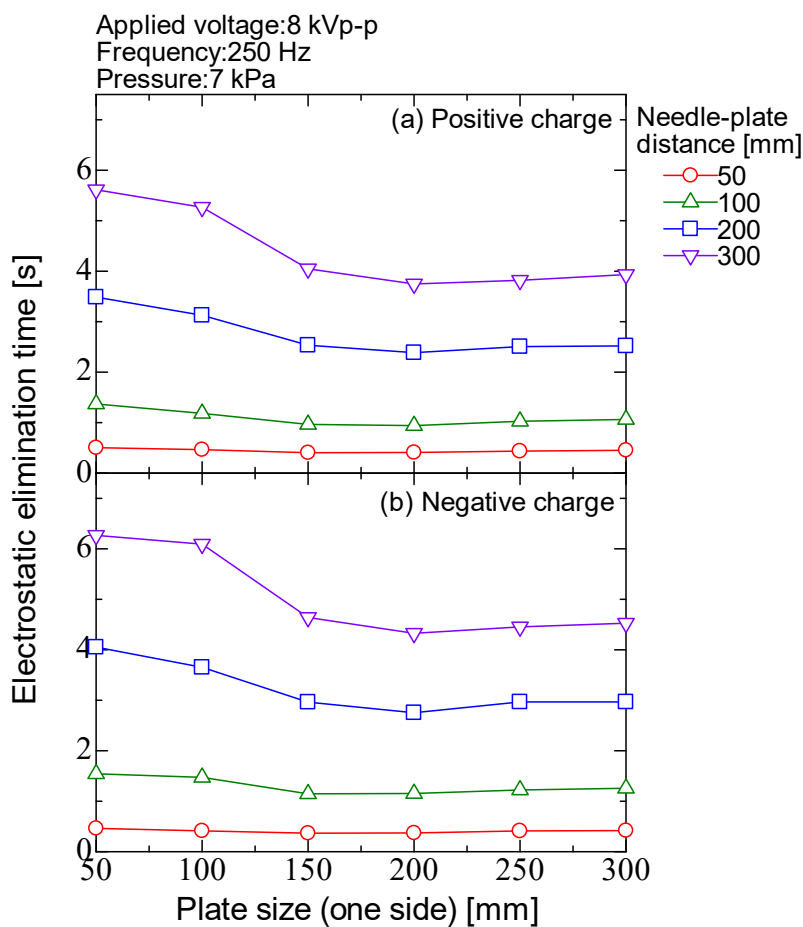 Applied voltage:8 kVp-p
Frequency:250 Hz
Pressure:7 kPa
(a) Positive charge
Needle-plate
distance [mm]
50
100
200
300
6
4
2
0
(b) Negative charge
6
4
2
0
50 100 150 200 250 300
Plate size (one side) [mm]
Electrostatic elimination time [s]